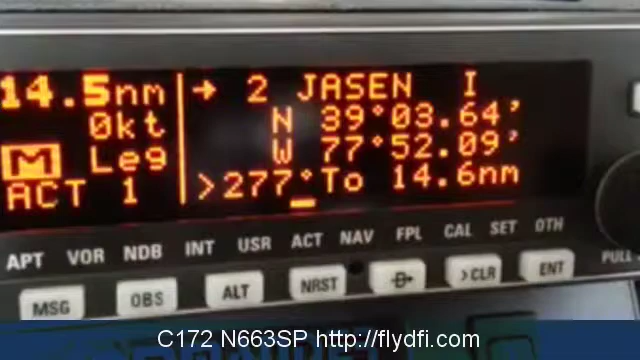 14.5nm → 2 JASEN I
0kt N 39°03.64'
M Leg W 77°52.09'
ACT 1 >277°To 14.6nm
APT VOR NDB INT USR ACT NAV FPL CAL SET OTH
PULL
MSG OBS ALT NRST D >CLR ENT
C172 N663SP http://flydfi.com